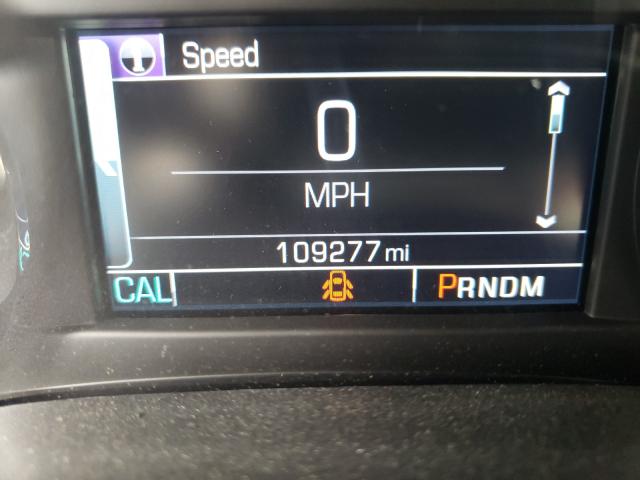 Speed
0
MPH
109277 mi
CAL PRNDM